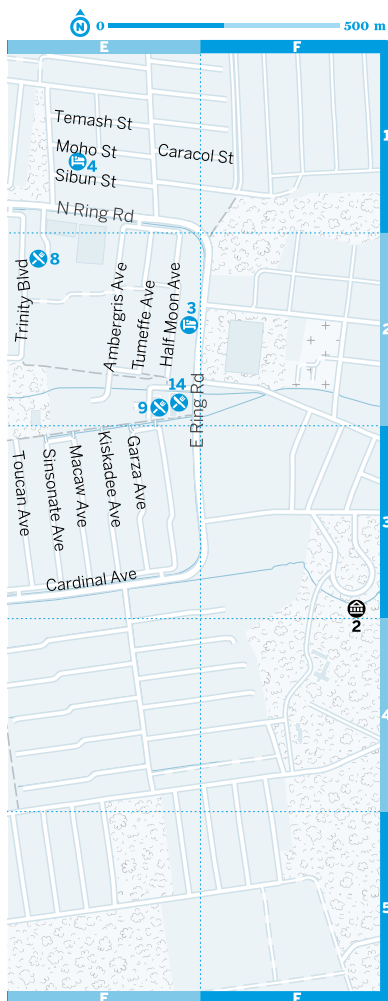 N 0 500 m
E F
1
Temash St
Moho St
Caracol St
4
Sibun St
N Ring Rd
8
Trinity Blvd
Ambergris Ave
Tumeffe Ave
Half Moon Ave
3
2
14
9
E Ring Rd
Toucan Ave
Sinsonate Ave
Macaw Ave
Kiskadee Ave
Garza Ave
3
Cardinal Ave
2
4
5
E F